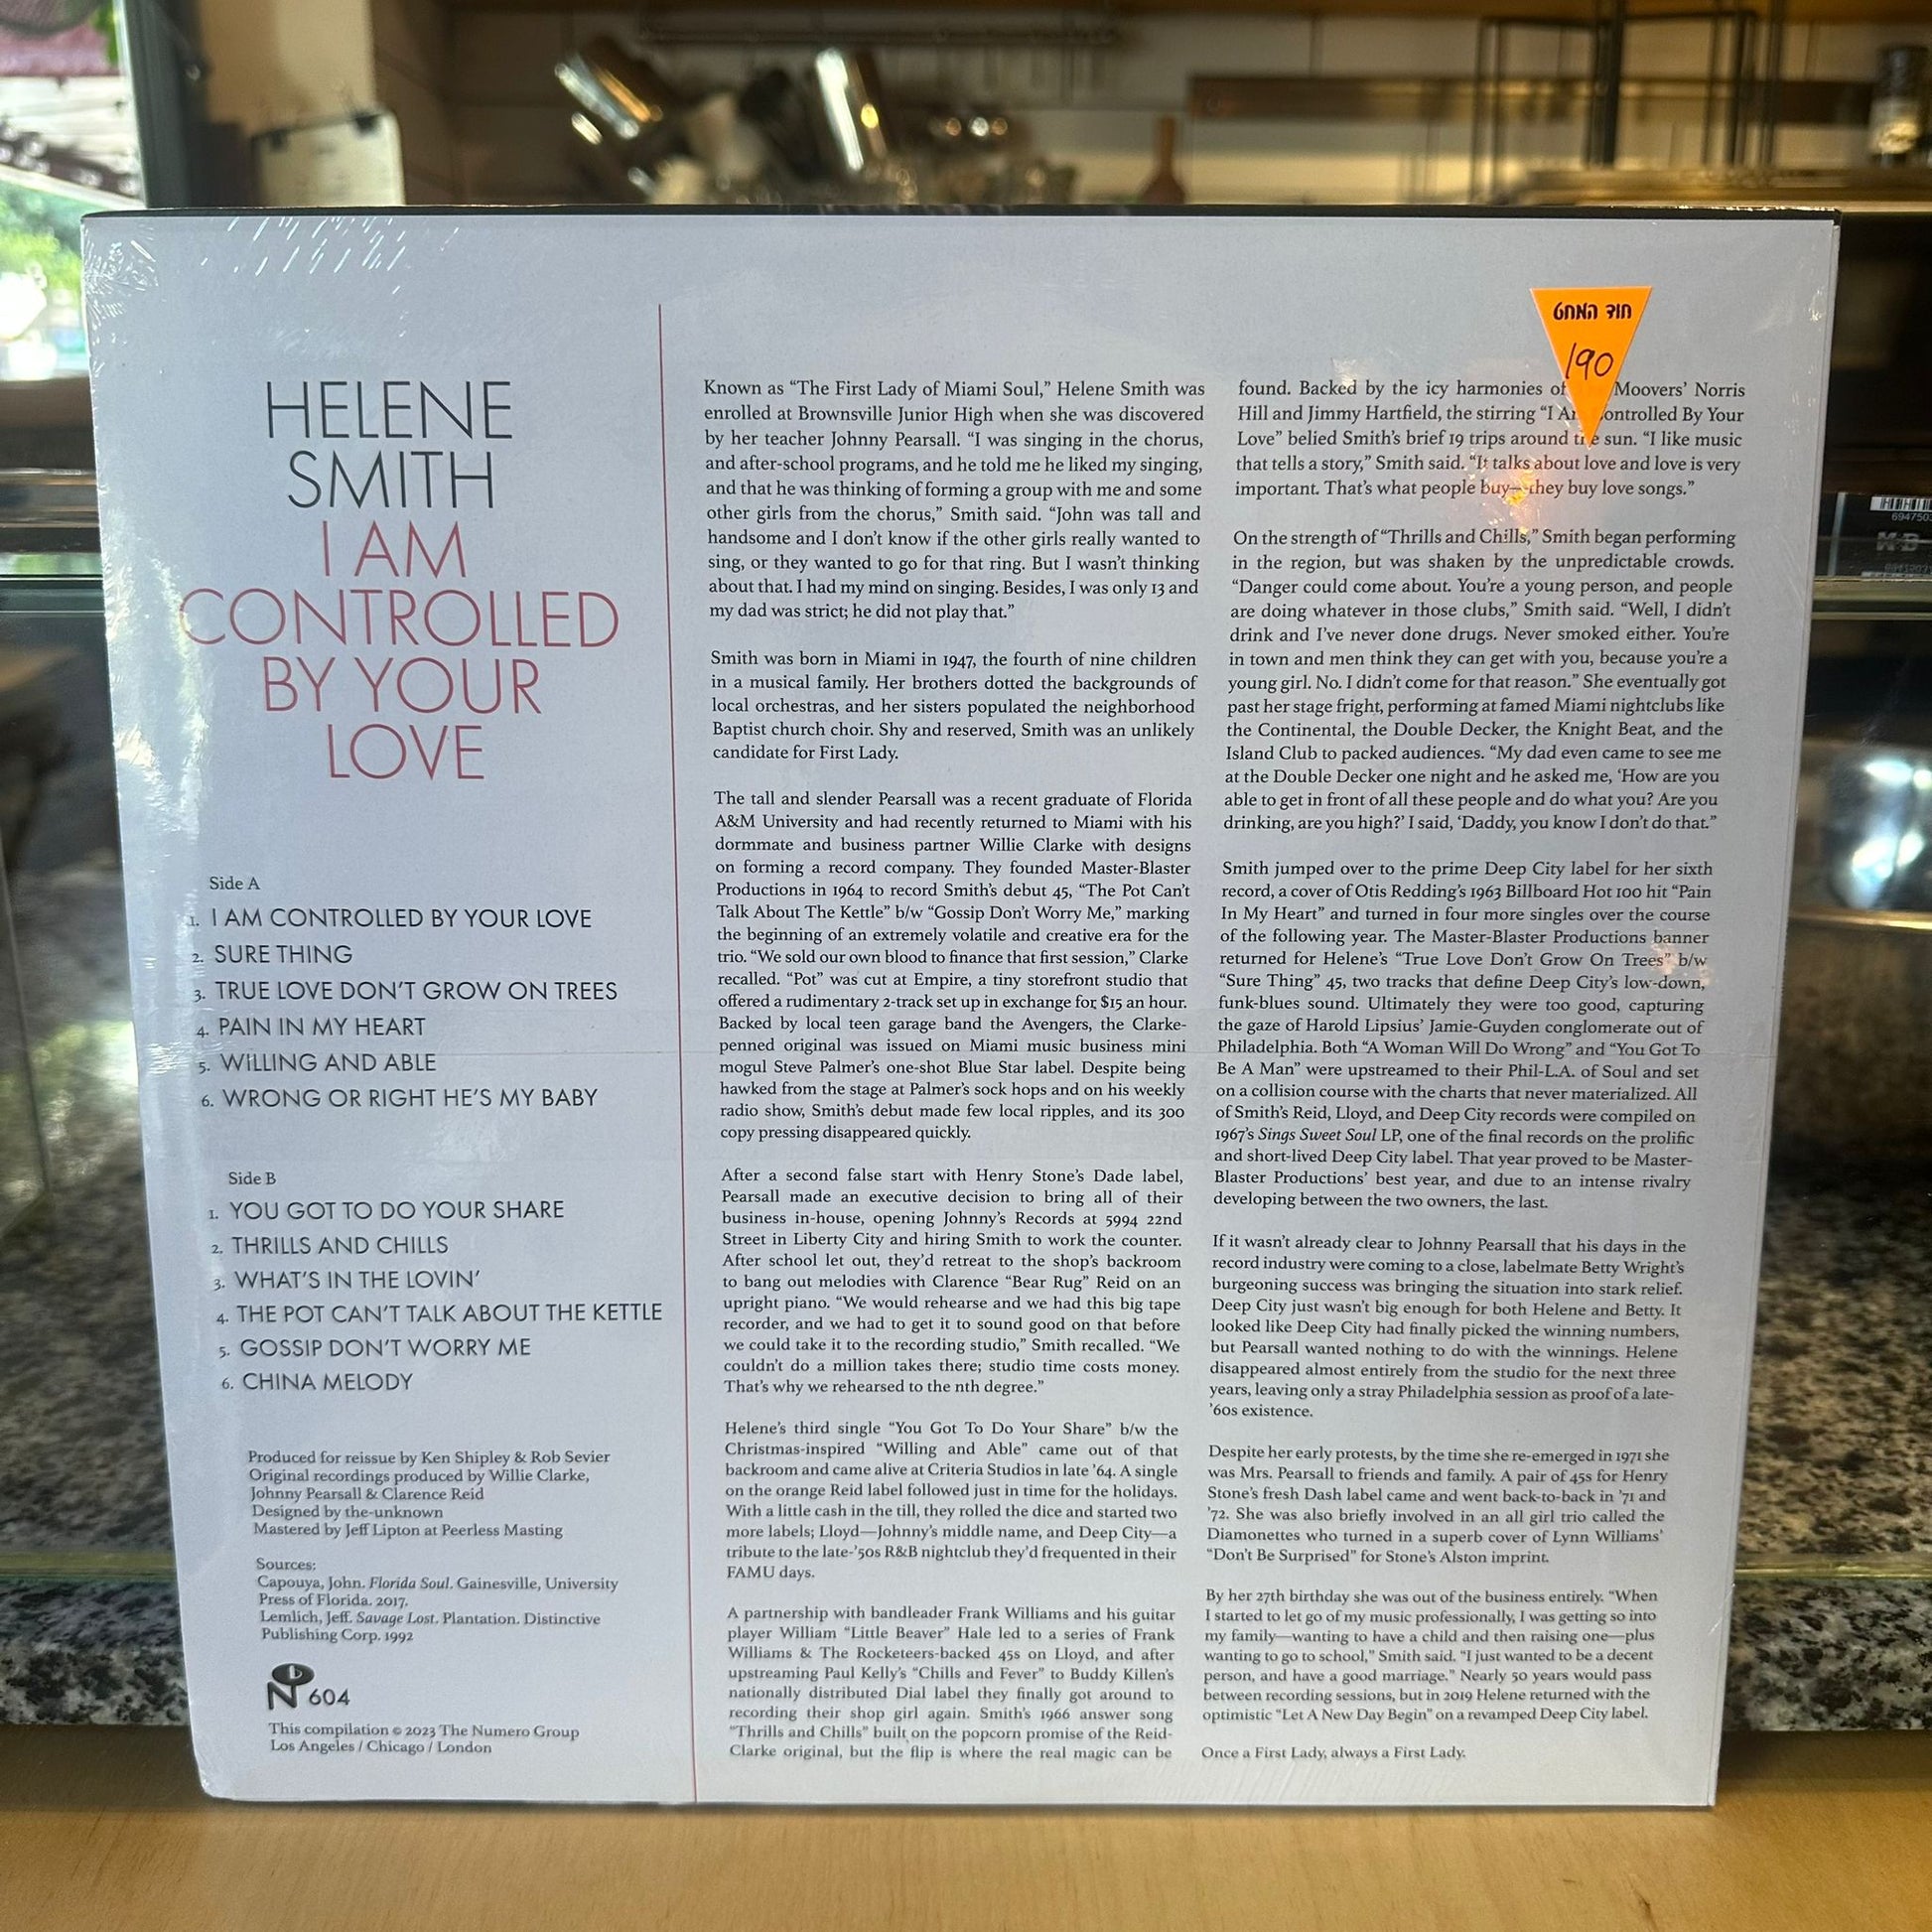 HELENE
SMITH
I AM
CONTROLLED
BY YOUR
LOVE
Side A
1. I AM CONTROLLED BY YOUR LOVE
2. SURE THING
3. TRUE LOVE DON'T GROW ON TREES
4. PAIN IN MY HEART
5. WILLING AND ABLE
6. WRONG OR RIGHT HE'S MY BABY
Side B
1. YOU GOT TO DO YOUR SHARE
2. THRILLS AND CHILLS
3. WHAT'S IN THE LOVIN'
4. THE POT CAN'T TALK ABOUT THE KETTLE
5. GOSSIP DON'T WORRY ME
6. CHINA MELODY
Produced for reissue by Ken Shipley & Rob Sevier
Original recordings produced by Willie Clarke,
Johnny Pearsall & Clarence Reid
Designed by the-unknown
Mastered by Jeff Lipton at Peerless Masting
Sources:
Capouya, John. Florida Soul. Gainesville, University
Press of Florida. 2017.
Lemlich, Jeff. Savage Lost. Plantation. Distinctive
Publishing Corp. 1992
N 604
This compilation © 2023 The Numero Group
Los Angeles / Chicago / London
Known as “The First Lady of Miami Soul,” Helene Smith was
enrolled at Brownsville Junior High when she was discovered
by her teacher Johnny Pearsall. “I was singing in the chorus,
and after-school programs, and he told me he liked my singing,
and that he was thinking of forming a group with me and some
other girls from the chorus,” Smith said. “John was tall and
handsome and I don’t know if the other girls really wanted to
sing, or they wanted to go for that ring. But I wasn’t thinking
about that. I had my mind on singing. Besides, I was only 13 and
my dad was strict; he did not play that.”
Smith was born in Miami in 1947, the fourth of nine children
in a musical family. Her brothers dotted the backgrounds of
local orchestras, and her sisters populated the neighborhood
Baptist church choir. Shy and reserved, Smith was an unlikely
candidate for First Lady.
The tall and slender Pearsall was a recent graduate of Florida
A&M University and had recently returned to Miami with his
dormmate and business partner Willie Clarke with designs
on forming a record company. They founded Master-Blaster
Productions in 1964 to record Smith’s debut 45, “The Pot Can’t
Talk About The Kettle” b/w “Gossip Don’t Worry Me,” marking
the beginning of an extremely volatile and creative era for the
trio. “We sold our own blood to finance that first session,” Clarke
recalled. “Pot” was cut at Empire, a tiny storefront studio that
offered a rudimentary 2-track set up in exchange for $15 an hour.
Backed by local teen garage band the Avengers, the Clarke-
penned original was issued on Miami music business mini
mogul Steve Palmer’s one-shot Blue Star label. Despite being
hawked from the stage at Palmer’s sock hops and on his weekly
radio show, Smith’s debut made few local ripples, and its 300
copy pressing disappeared quickly.
After a second false start with Henry Stone’s Dade label,
Pearsall made an executive decision to bring all of their
business in-house, opening Johnny’s Records at 5994 22nd
Street in Liberty City and hiring Smith to work the counter.
After school let out, they’d retreat to the shop’s backroom
to bang out melodies with Clarence “Bear Rug” Reid on an
upright piano. “We would rehearse and we had this big tape
recorder, and we had to get it to sound good on that before
we could take it to the recording studio,” Smith recalled. “We
couldn’t do a million takes there; studio time costs money.
That’s why we rehearsed to the nth degree.”
Helene’s third single “You Got To Do Your Share” b/w the
Christmas-inspired “Willing and Able” came out of that
backroom and came alive at Criteria Studios in late ’64. A single
on the orange Reid label followed just in time for the holidays.
With a little cash in the till, they rolled the dice and started two
more labels; Lloyd—Johnny’s middle name, and Deep City—a
tribute to the late-’50s R&B nightclub they’d frequented in their
FAMU days.
A partnership with bandleader Frank Williams and his guitar
player William “Little Beaver” Hale led to a series of Frank
Williams & The Rocketeers-backed 45s on Lloyd, and after
upstreaming Paul Kelly’s “Chills and Fever” to Buddy Killen’s
nationally distributed Dial label they finally got around to
recording their shop girl again. Smith’s 1966 answer song
“Thrills and Chills” built on the popcorn promise of the Reid-
Clarke original, but the flip is where the real magic can be
חוד המחט
190
found. Backed by the icy harmonies of Moovers’ Norris
Hill and Jimmy Hartfield, the stirring “I Am Controlled By Your
Love” belied Smith’s brief 19 trips around the sun. “I like music
that tells a story,” Smith said. “It talks about love and love is very
important. That’s what people buy—they buy love songs.”
On the strength of “Thrills and Chills,” Smith began performing
in the region, but was shaken by the unpredictable crowds.
“Danger could come about. You’re a young person, and people
are doing whatever in those clubs,” Smith said. “Well, I didn’t
drink and I’ve never done drugs. Never smoked either. You’re
in town and men think they can get with you, because you’re a
young girl. No. I didn’t come for that reason.” She eventually got
past her stage fright, performing at famed Miami nightclubs like
the Continental, the Double Decker, the Knight Beat, and the
Island Club to packed audiences. “My dad even came to see me
at the Double Decker one night and he asked me, ‘How are you
able to get in front of all these people and do what you? Are you
drinking, are you high?’ I said, ‘Daddy, you know I don’t do that.”
Smith jumped over to the prime Deep City label for her sixth
record, a cover of Otis Redding’s 1963 Billboard Hot 100 hit “Pain
In My Heart” and turned in four more singles over the course
of the following year. The Master-Blaster Productions banner
returned for Helene’s “True Love Don’t Grow On Trees” b/w
“Sure Thing” 45, two tracks that define Deep City’s low-down,
funk-blues sound. Ultimately they were too good, capturing
the gaze of Harold Lipsius’ Jamie-Guyden conglomerate out of
Philadelphia. Both “A Woman Will Do Wrong” and “You Got To
Be A Man” were upstreamed to their Phil-L.A. of Soul and set
on a collision course with the charts that never materialized. All
of Smith’s Reid, Lloyd, and Deep City records were compiled on
1967’s Sings Sweet Soul LP, one of the final records on the prolific
and short-lived Deep City label. That year proved to be Master-
Blaster Productions’ best year, and due to an intense rivalry
developing between the two owners, the last.
If it wasn’t already clear to Johnny Pearsall that his days in the
record industry were coming to a close, labelmate Betty Wright’s
burgeoning success was bringing the situation into stark relief.
Deep City just wasn’t big enough for both Helene and Betty. It
looked like Deep City had finally picked the winning numbers,
but Pearsall wanted nothing to do with the winnings. Helene
disappeared almost entirely from the studio for the next three
years, leaving only a stray Philadelphia session as proof of a late-
’60s existence.
Despite her early protests, by the time she re-emerged in 1971 she
was Mrs. Pearsall to friends and family. A pair of 45s for Henry
Stone’s fresh Dash label came and went back-to-back in ’71 and
’72. She was also briefly involved in an all girl trio called the
Diamonettes who turned in a superb cover of Lynn Williams’
“Don’t Be Surprised” for Stone’s Alston imprint.
By her 27th birthday she was out of the business entirely. “When
I started to let go of my music professionally, I was getting so into
my family—wanting to have a child and then raising one—plus
wanting to go to school,” Smith said. “I just wanted to be a decent
person, and have a good marriage.” Nearly 50 years would pass
between recording sessions, but in 2019 Helene returned with the
optimistic “Let A New Day Begin” on a revamped Deep City label.
Once a First Lady, always a First Lady.